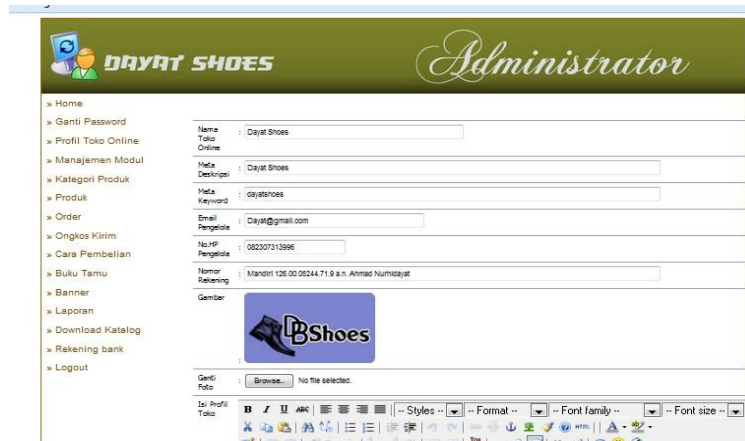 DAYAT SHOES
Administrator
» Home
» Ganti Password
» Profil Toko Online
» Manajemen Modul
» Kategori Produk
» Produk
» Order
» Ongkos Kirim
» Cara Pembelian
» Buku Tamu
» Banner
» Laporan
» Download Katalog
» Rekening bank
» Logout
Nama Toko Online : Dayat Shoes
Meta Deskripsi : Dayat Shoes
Meta Keyword : dayatshoes
Email Pengelola : Dayat@gmail.com
No.HP Pengelola : 082307313996
Nomor Rekening : Mandiri 126.00.05244.71.9 a.n. Ahmad Nurhidayat
Gambar :
DBShoes
Ganti Foto : Browse.. No file selected.
Isi Profil Toko
B I U ABC -- Styles -- -- Format -- -- Font family -- -- Font size --
HTML A